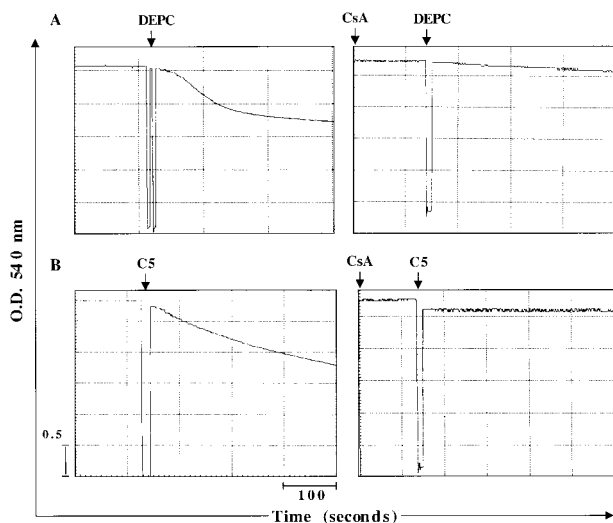 A
DEPC
CsA
DEPC
O.D. 540 nm
B
C5
CsA
C5
0.5
100
Time (seconds)